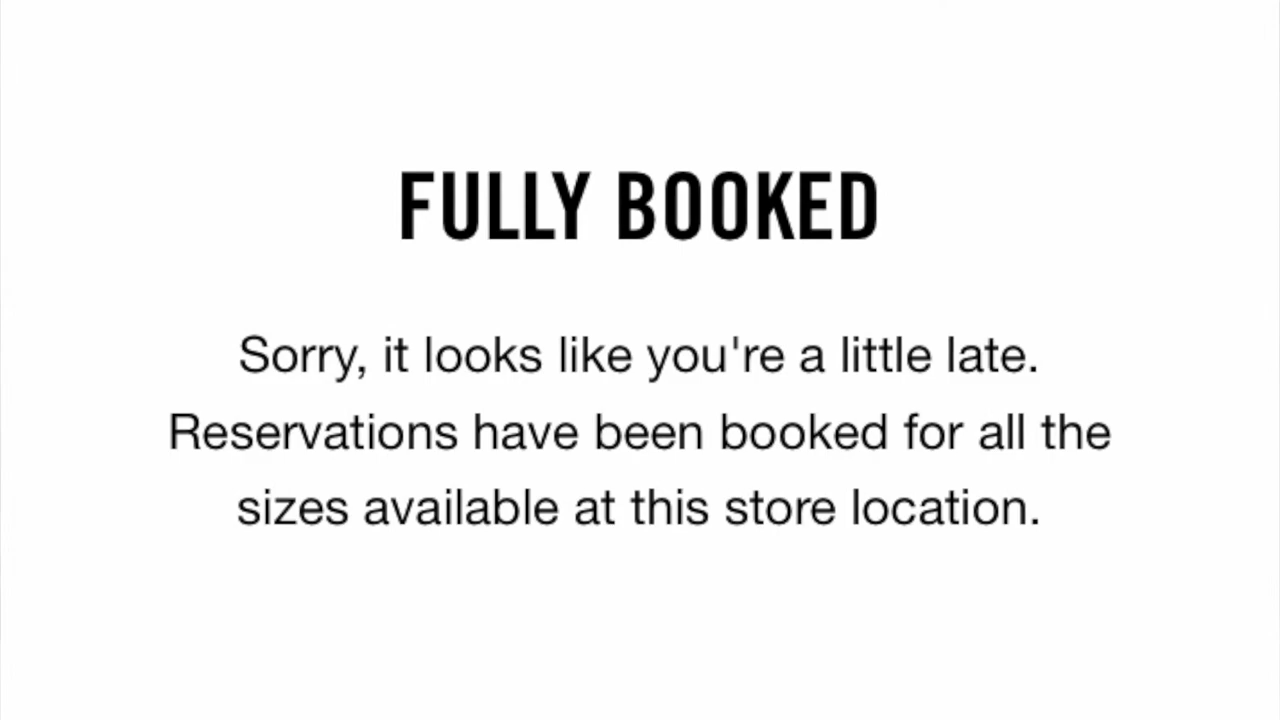 FULLY BOOKED
Sorry, it looks like you're a little late.
Reservations have been booked for all the
sizes available at this store location.